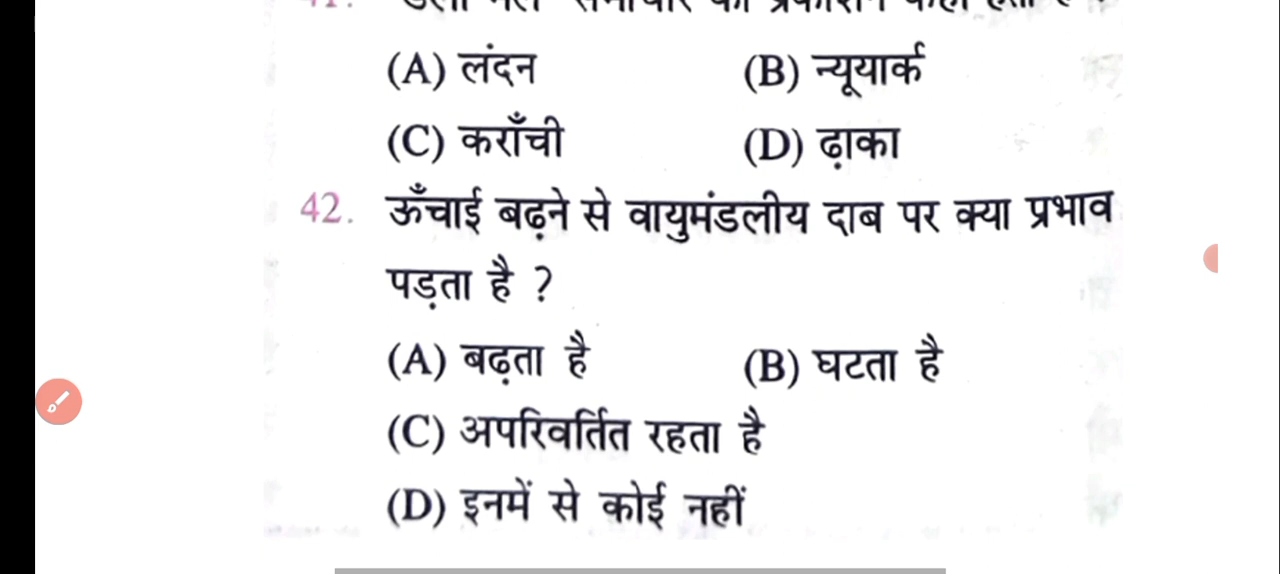 (A) लंदन (B) न्यूयार्क
(C) कराँची (D) ढ़ाका
42. ऊँचाई बढ़ने से वायुमंडलीय दाब पर क्या प्रभाव
पड़ता है ?
(A) बढ़ता है (B) घटता है
(C) अपरिवर्तित रहता है
(D) इनमें से कोई नहीं